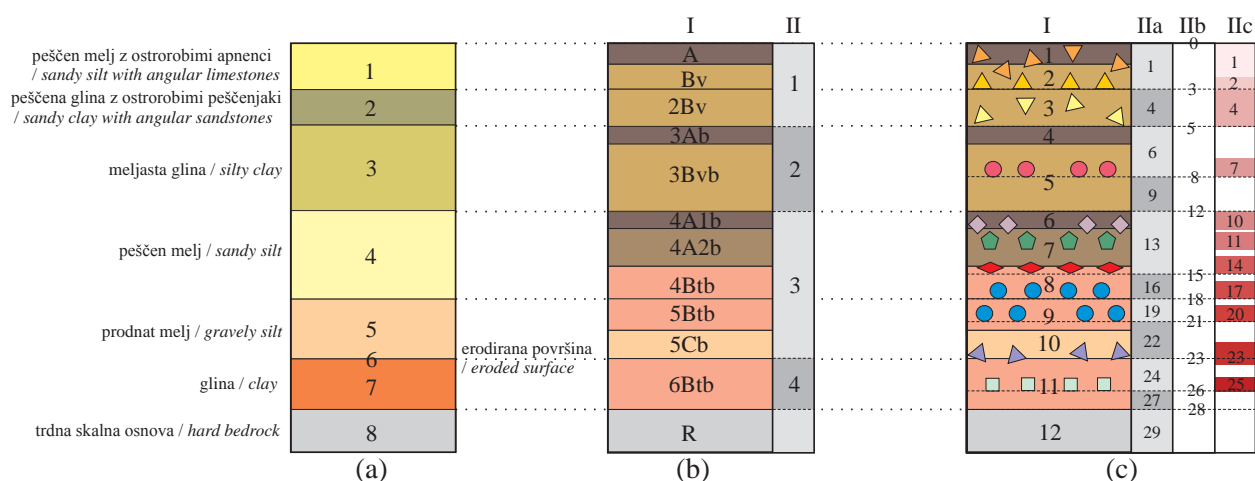 I II I IIa IIb IIc
peščen melj z ostrorobimi apnenci
/ sandy silt with angular limestones
peščena glina z ostrorobimi peščenjaki
/ sandy clay with angular sandstones
meljasta glina / silty clay
peščen melj / sandy silt
prodnat melj / gravely silt
glina / clay
trdna skalna osnova / hard bedrock
1
2
3
4
5
6
7
8
(a)
erodirana površina
/ eroded surface
A
Bv
2Bv
3Ab
3Bvb
4A1b
4A2b
4Btb
5Btb
5Cb
6Btb
R
1
2
3
4
(b)
1
2
3
4
5
6
7
8
9
10
11
12
1
4
6
9
13
16
19
22
24
27
29
0
3
5
8
12
15
18
21
23
26
28
1
2
4
7
10
11
14
17
20
23
25
(c)